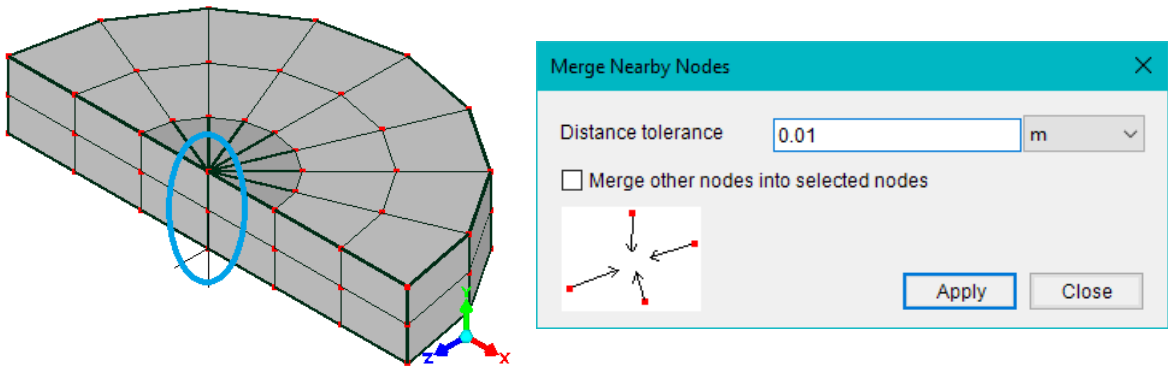 Y
Z
X
Merge Nearby Nodes
Distance tolerance
0.01
m
Merge other nodes into selected nodes
Apply
Close